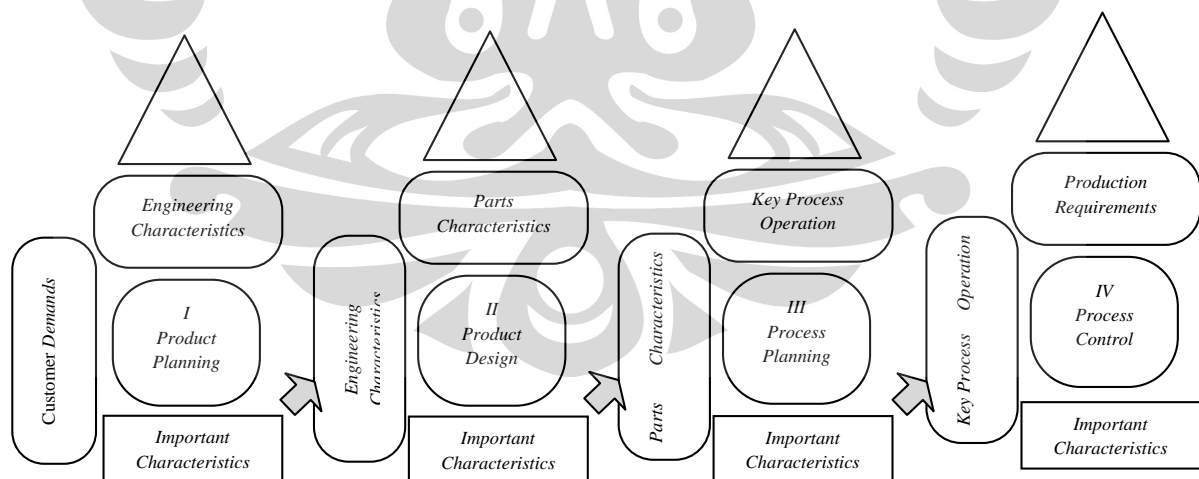 Engineering
Characteristics
Customer Demands
I
Product
Planning
Important
Characteristics
Parts
Characteristics
Engineering
Characteristics
II
Product
Design
Important
Characteristics
Key Process
Operation
Parts Characteristics
III
Process
Planning
Important
Characteristics
Production
Requirements
Key Process Operation
IV
Process
Control
Important
Characteristics